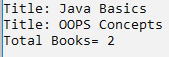 Title: Java Basics
Title: OOPS Concepts
Total Books= 2